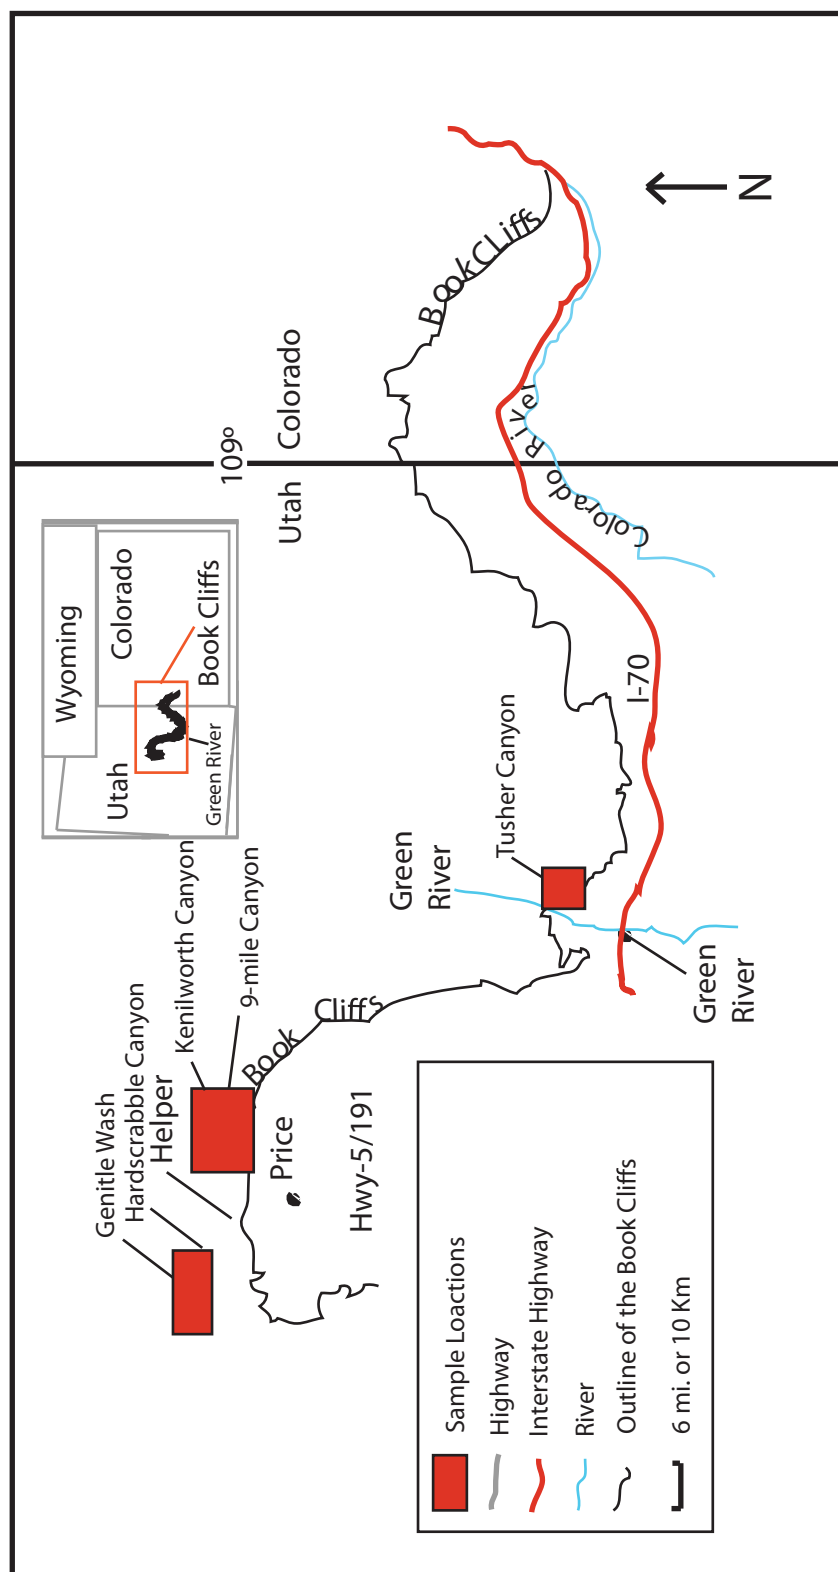 Genitle Wash
Hardscrabble Canyon
Helper
Kenilworth Canyon
9-mile Canyon
Price
Book Cliffs
Hwy-5/191
Wyoming
Utah
Colorado
Book Cliffs
Green River
109º
Utah
Colorado
Green
River
Tusher Canyon
Green
River
I-70
Colorado River
Book CLiffs
N
Sample Loactions
Highway
Interstate Highway
River
Outline of the Book Cliffs
6 mi. or 10 Km